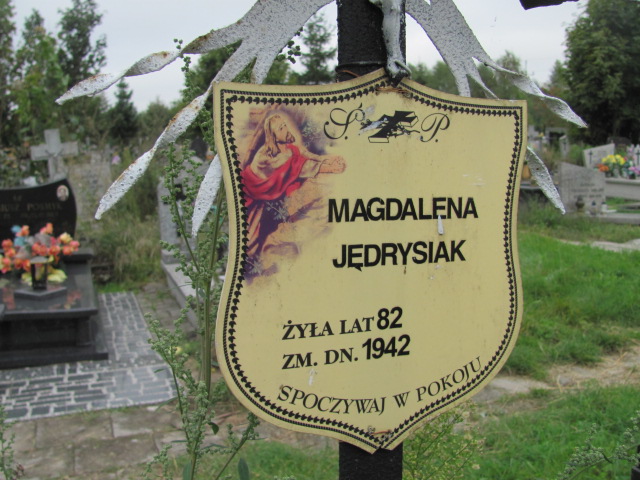 Ś P.
MAGDALENA
JĘDRYSIAK
ŻYŁA LAT 82
ZM. DN. 1942
SPOCZYWAJ W POKOJU